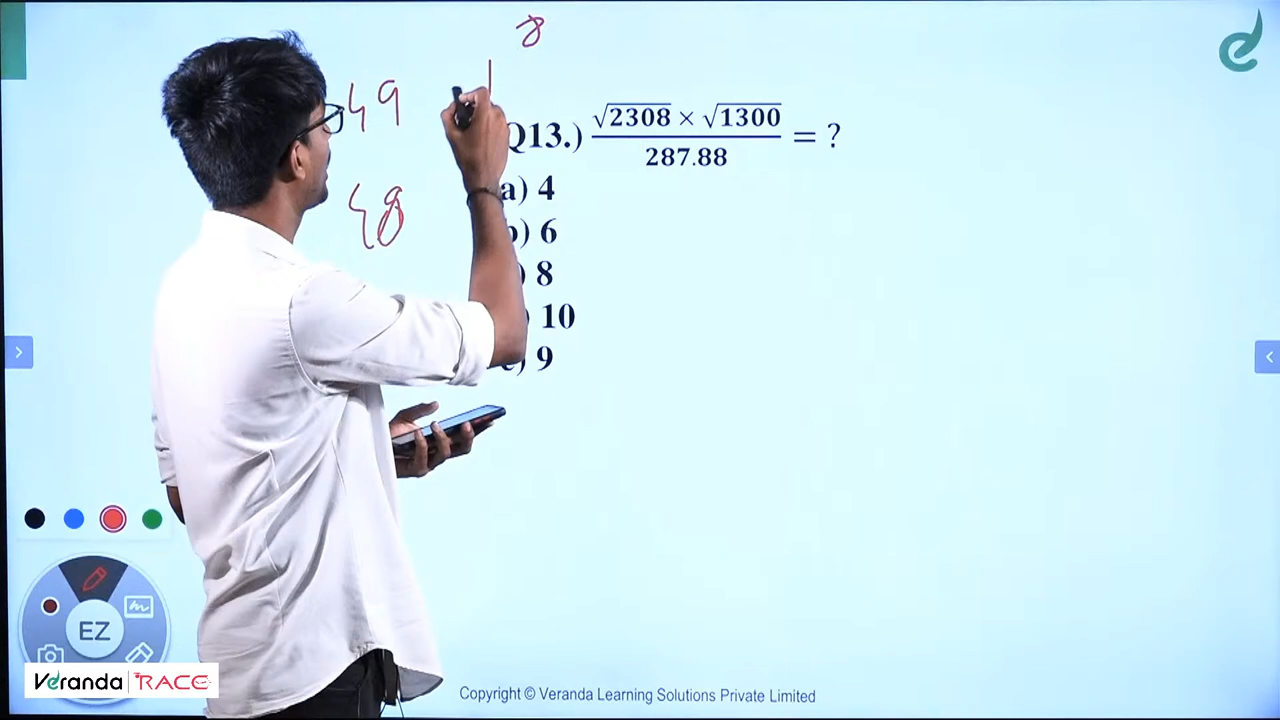 8
49
48
Q13.) √2308 × √1300 / 287.88 = ?
a) 4
b) 6
) 8
) 10
e) 9
EZ
Veranda RACE
Copyright © Veranda Learning Solutions Private Limited